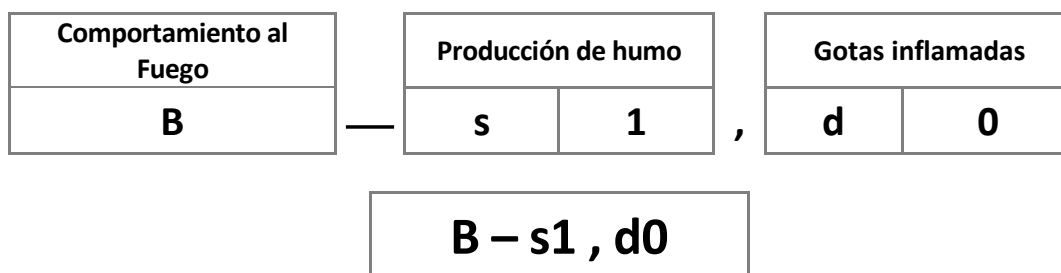 Comportamiento al
Fuego
Producción de humo
Gotas inflamadas
B — s 1 , d 0
B – s1 , d0